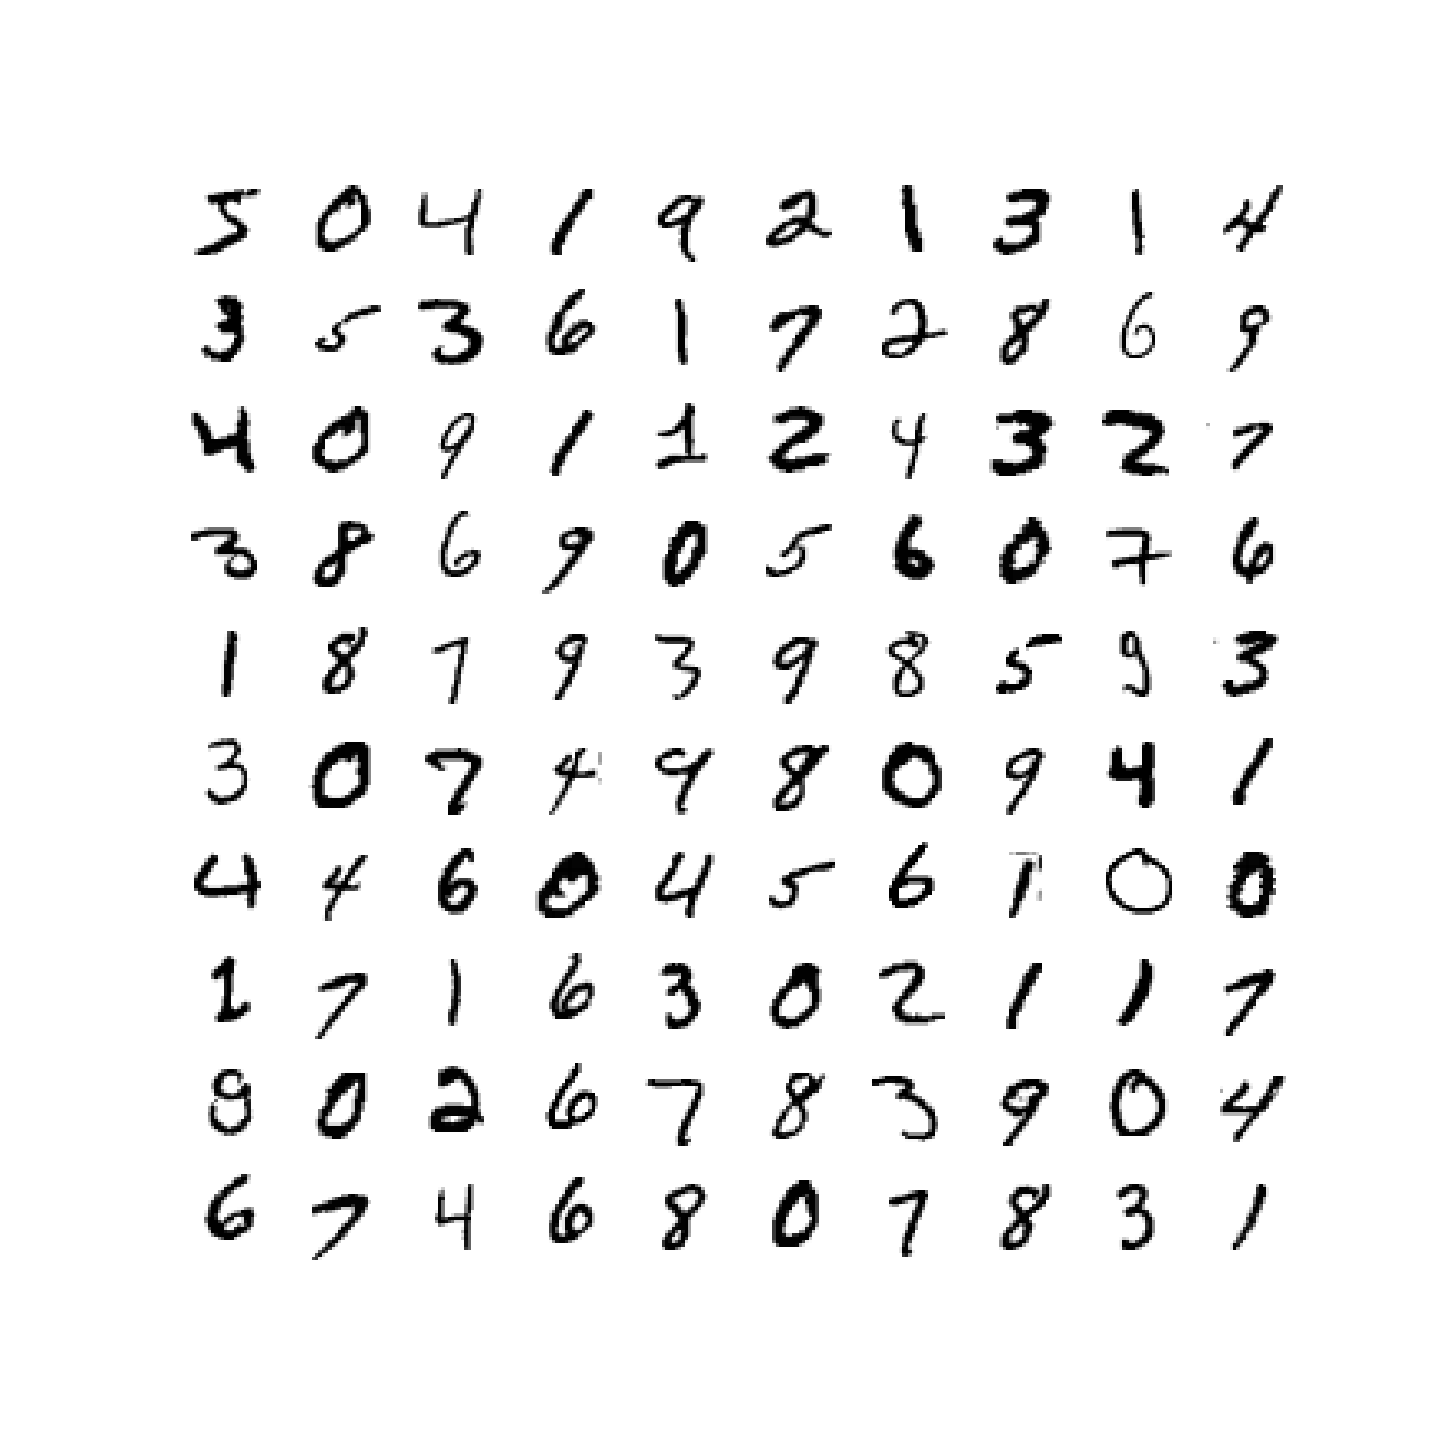 5 0 4 1 9 2 1 3 1 4
3 5 3 6 1 7 2 8 6 9
4 0 9 1 1 2 4 3 2 7
3 8 6 9 0 5 6 0 7 6
1 8 7 9 3 9 8 5 9 3
3 0 7 4 9 8 0 9 4 1
4 4 6 0 4 5 6 1 0 0
1 7 1 6 3 0 2 1 1 7
9 0 2 6 7 8 3 9 0 4
6 7 4 6 8 0 7 8 3 1